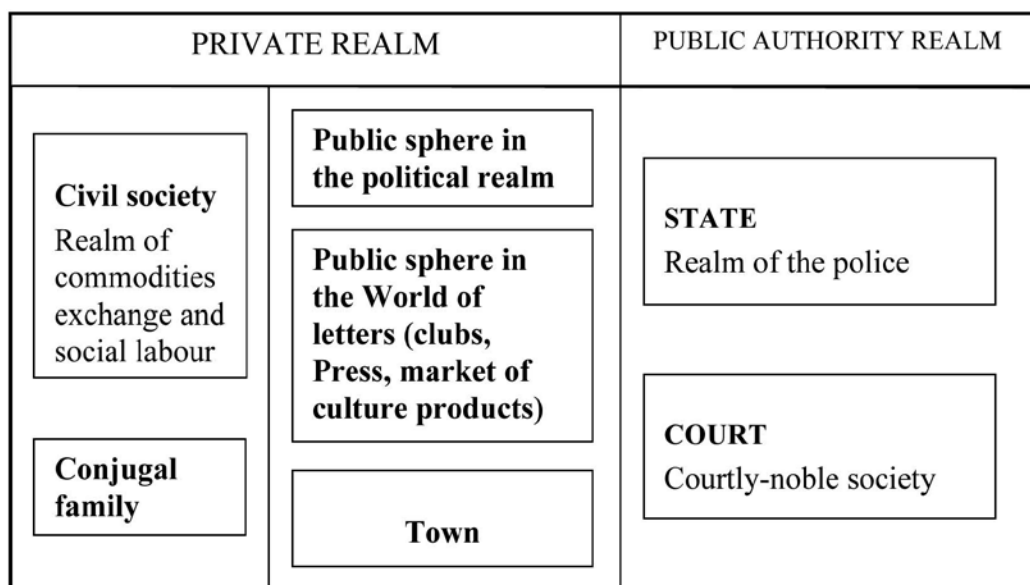 PRIVATE REALM
PUBLIC AUTHORITY REALM
Civil society
Realm of
commodities
exchange and
social labour
Conjugal
family
Public sphere in
the political realm
Public sphere in
the World of
letters (clubs,
Press, market of
culture products)
Town
STATE
Realm of the police
COURT
Courtly-noble society